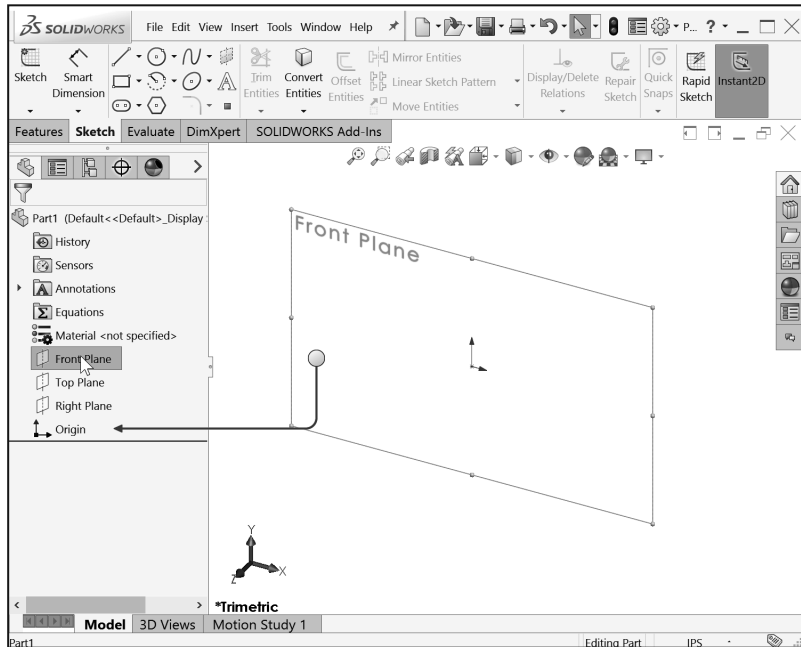 SOLIDWORKS File Edit View Insert Tools Window Help P... ?
Sketch
Smart
Dimension
Trim
Entities
Convert
Entities
Offset
Entities
Mirror Entities
Linear Sketch Pattern
Move Entities
Display/Delete
Relations
Repair
Sketch
Quick
Snaps
Rapid
Sketch
Instant2D
Features Sketch Evaluate DimXpert SOLIDWORKS Add-Ins
Part1 (Default<<Default>_Display
History
Sensors
Annotations
Equations
Material <not specified>
Front Plane
Top Plane
Right Plane
Origin
Front Plane
Y
X
Z
*Trimetric
Model 3D Views Motion Study 1
Part1 Editing Part IPS -